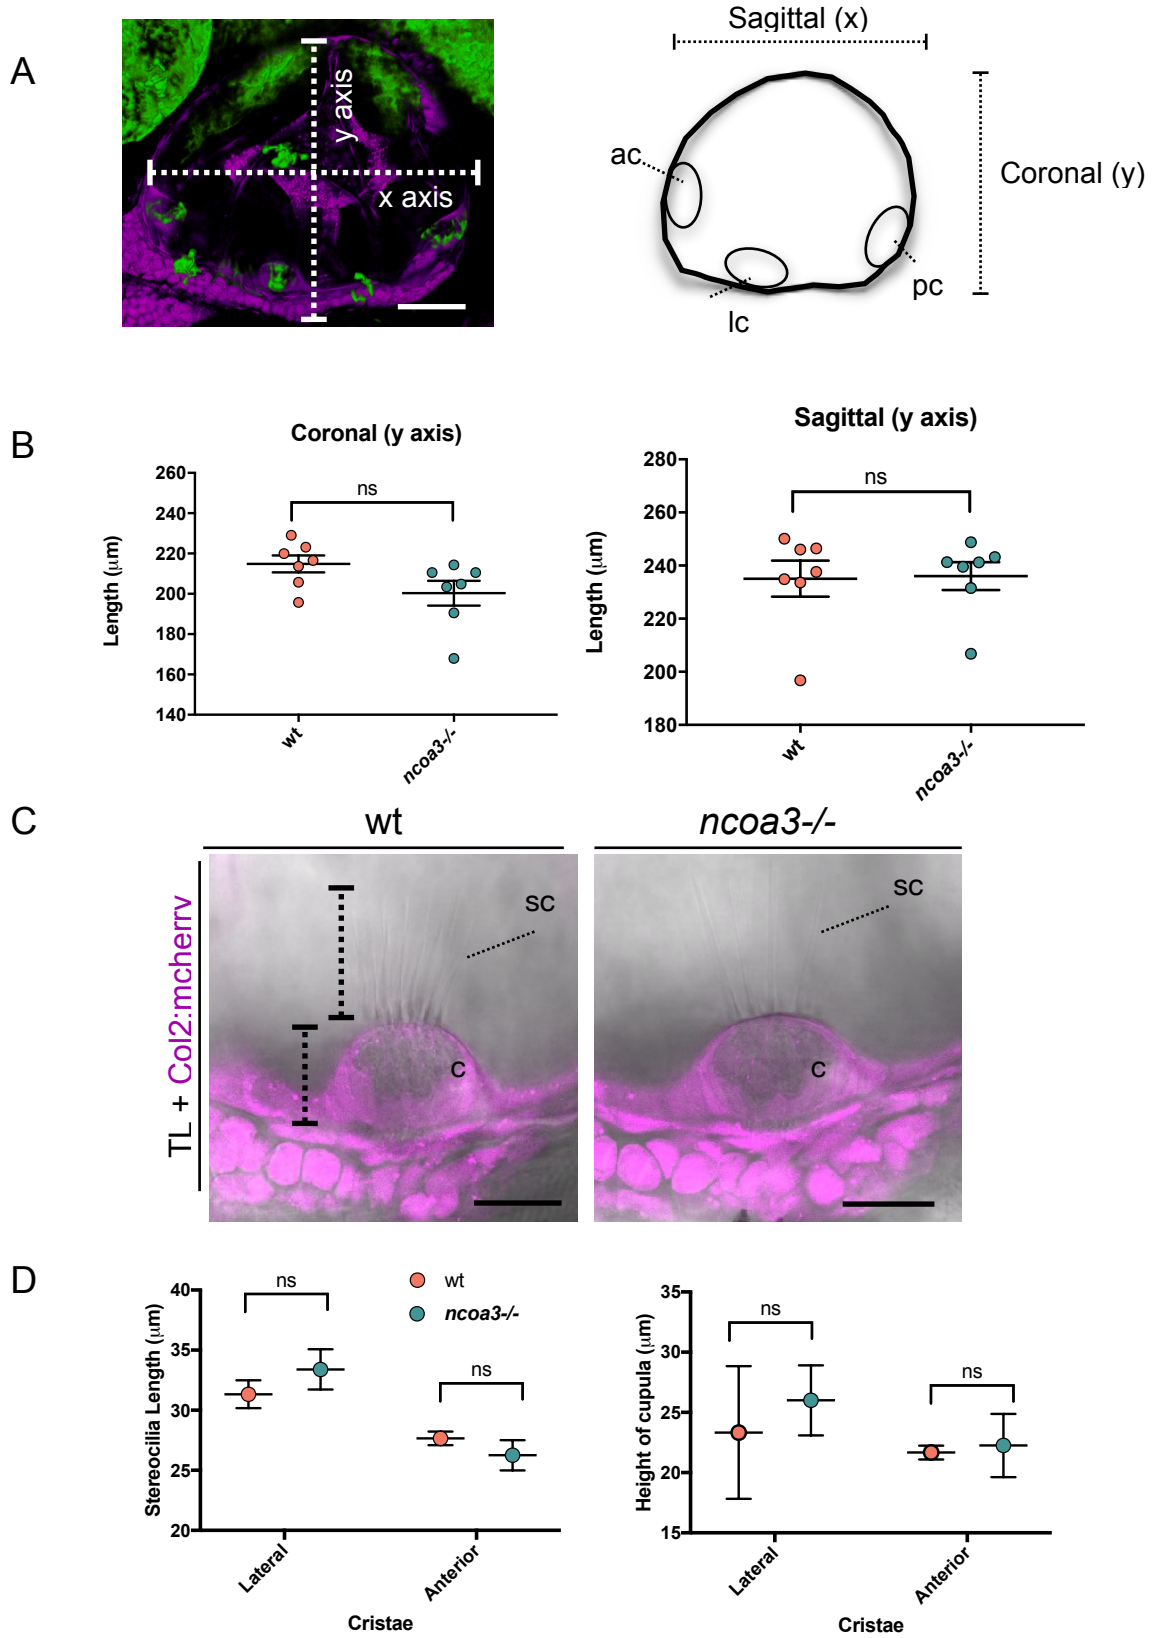 A
y axis
x axis
Sagittal (x)
ac
Coronal (y)
pc
lc
B
Coronal (y axis)
260
240
220
200
180
160
140
Length (μm)
ns
wt
ncoa3-/-
Sagittal (y axis)
280
260
240
220
200
180
Length (μm)
ns
wt
ncoa3-/-
C
wt
ncoa3-/-
TL + Col2:mcherry
sc
c
sc
c
D
40
35
30
25
20
Stereocilia Length (μm)
ns
ns
wt
ncoa3-/-
Lateral
Anterior
Cristae
35
30
25
20
15
Height of cupula (μm)
ns
ns
Lateral
Anterior
Cristae